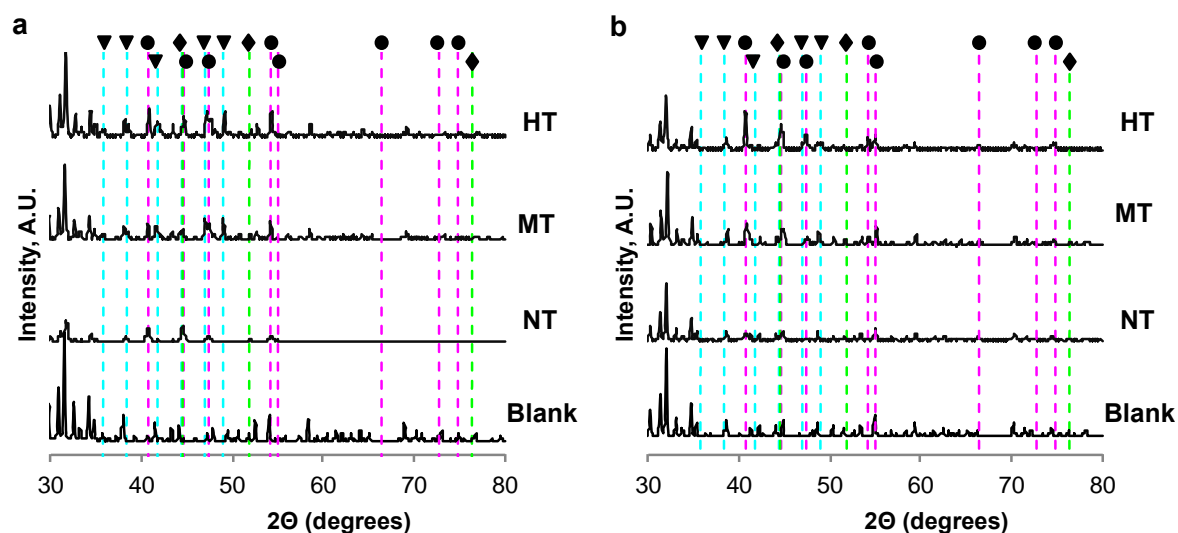 a
HT
MT
NT
Blank
Intensity, A.U.
30 40 50 60 70 80
2Θ (degrees)
b
HT
MT
NT
Blank
Intensity, A.U.
30 40 50 60 70 80
2Θ (degrees)